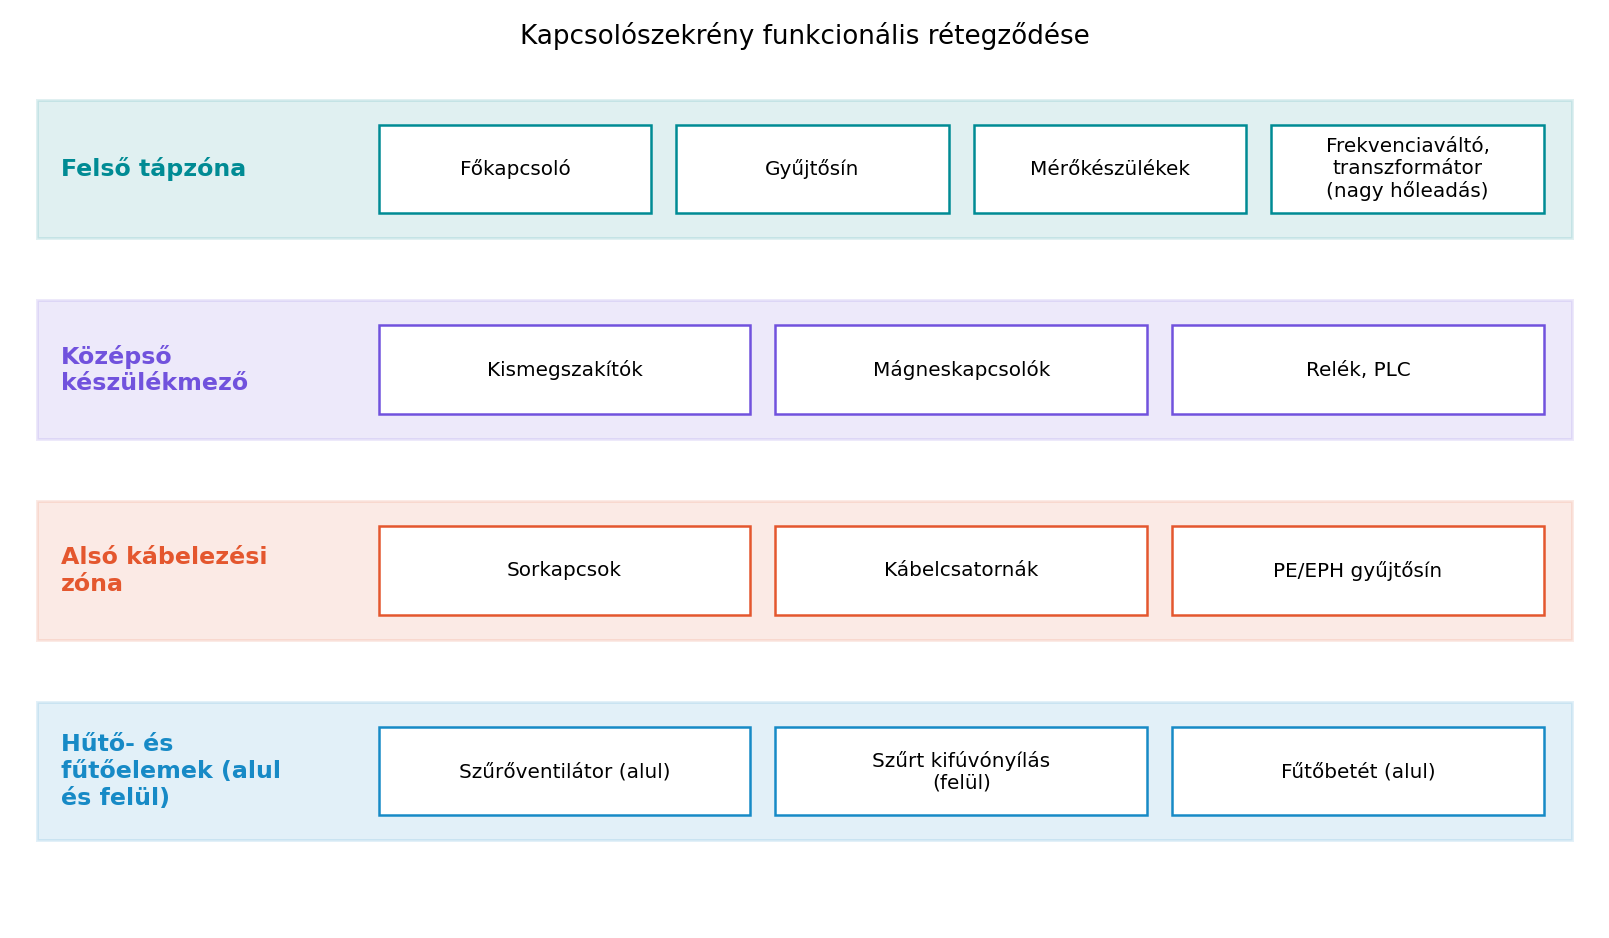 Kapcsolószekrény funkcionális rétegződése
Felső tápzóna
Főkapcsoló
Gyűjtősín
Mérőkészülékek
Frekvenciaváltó,
transzformátor
(nagy hőleadás)
Középső
készülékmező
Kismegszakítók
Mágneskapcsolók
Relék, PLC
Alsó kábelezési
zóna
Sorkapcsok
Kábelcsatornák
PE/EPH gyűjtősín
Hűtő- és
fűtőelemek (alul
és felül)
Szűrőventilátor (alul)
Szűrt kifúvónyílás
(felül)
Fűtőbetét (alul)